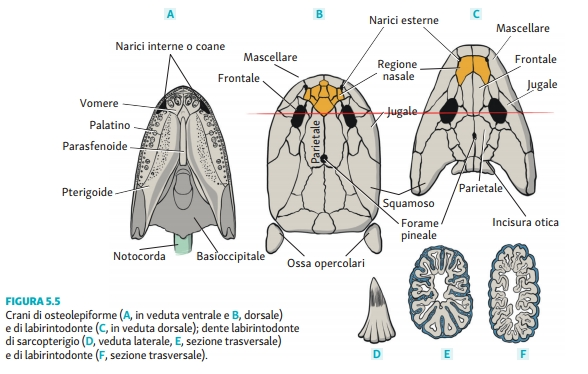 A
B
C
Narici interne o coane
Narici esterne
Mascellare
Mascellare
Frontale
Regione
nasale
Frontale
Jugale
Vomere
Palatino
Parasfenoide
Jugale
Parietale
Pterigoide
Squamoso
Parietale
Forame
pineale
Incisura otica
Notocorda
Basioccipitale
Ossa opercolari
D
E
F
FIGURA 5.5
Crani di osteolepiforme (A, in veduta ventrale e B, dorsale)
e di labirintodonte (C, in veduta dorsale); dente labirintodonte
di sarcopterigio (D, veduta laterale, E, sezione trasversale)
e di labirintodonte (F, sezione trasversale).